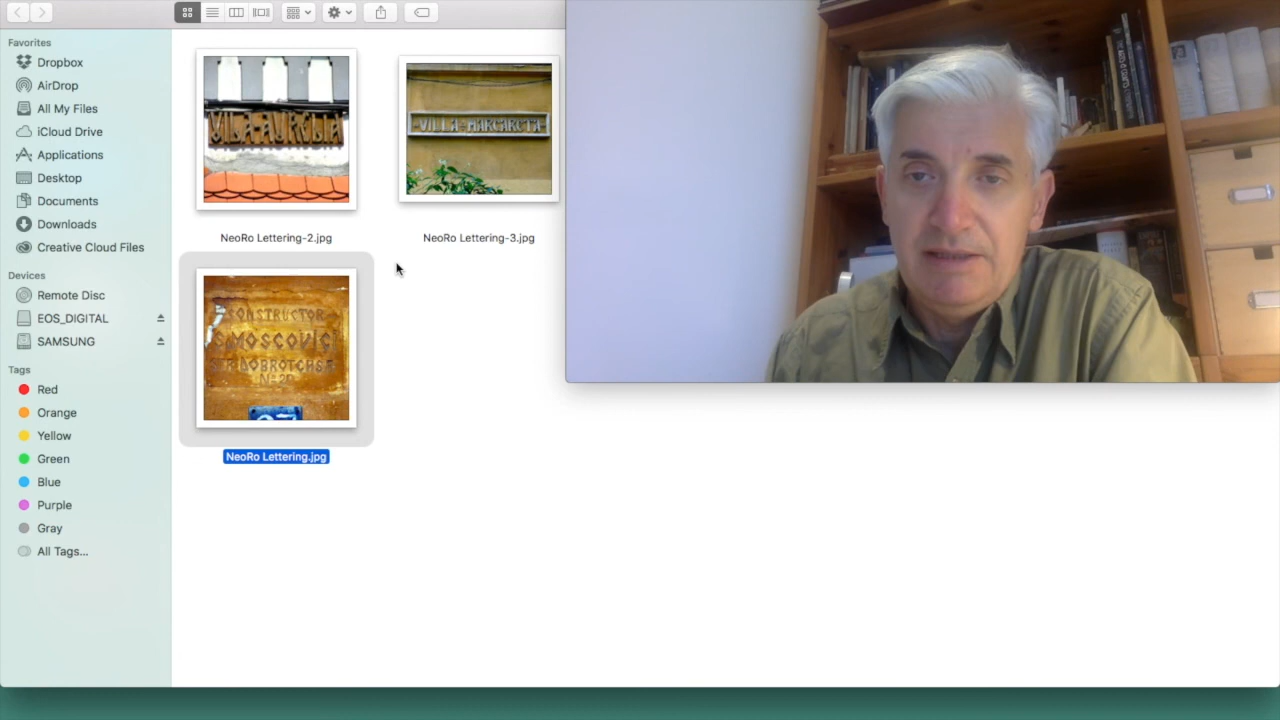 Favorites
Dropbox
AirDrop
All My Files
iCloud Drive
Applications
Desktop
Documents
Downloads
Creative Cloud Files
Devices
Remote Disc
EOS_DIGITAL
SAMSUNG
Tags
Red
Orange
Yellow
Green
Blue
Purple
Gray
All Tags...
VILA-AURELIA
NeoRo Lettering-2.jpg
VILLA-MARGARETA
NeoRo Lettering-3.jpg
CONSTRUCTOR
S. MOSCOVICI
NeoRo Lettering.jpg